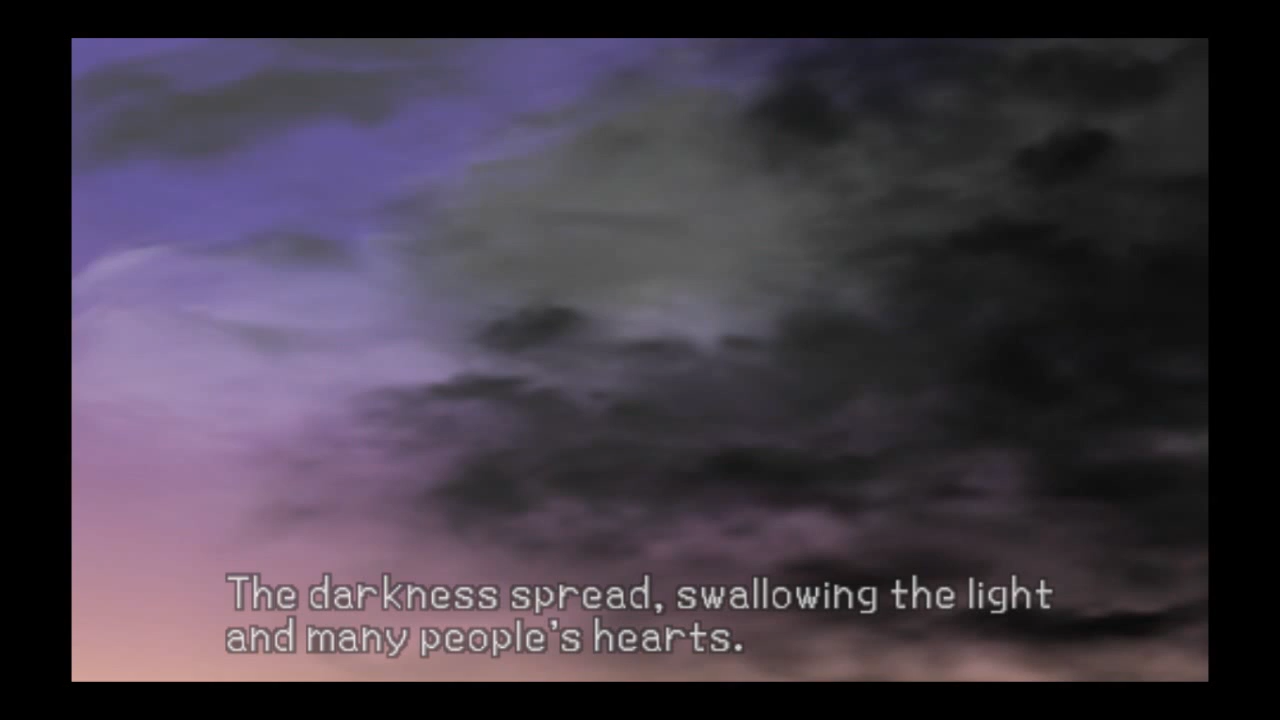 The darkness spread, swallowing the light
and many people's hearts.